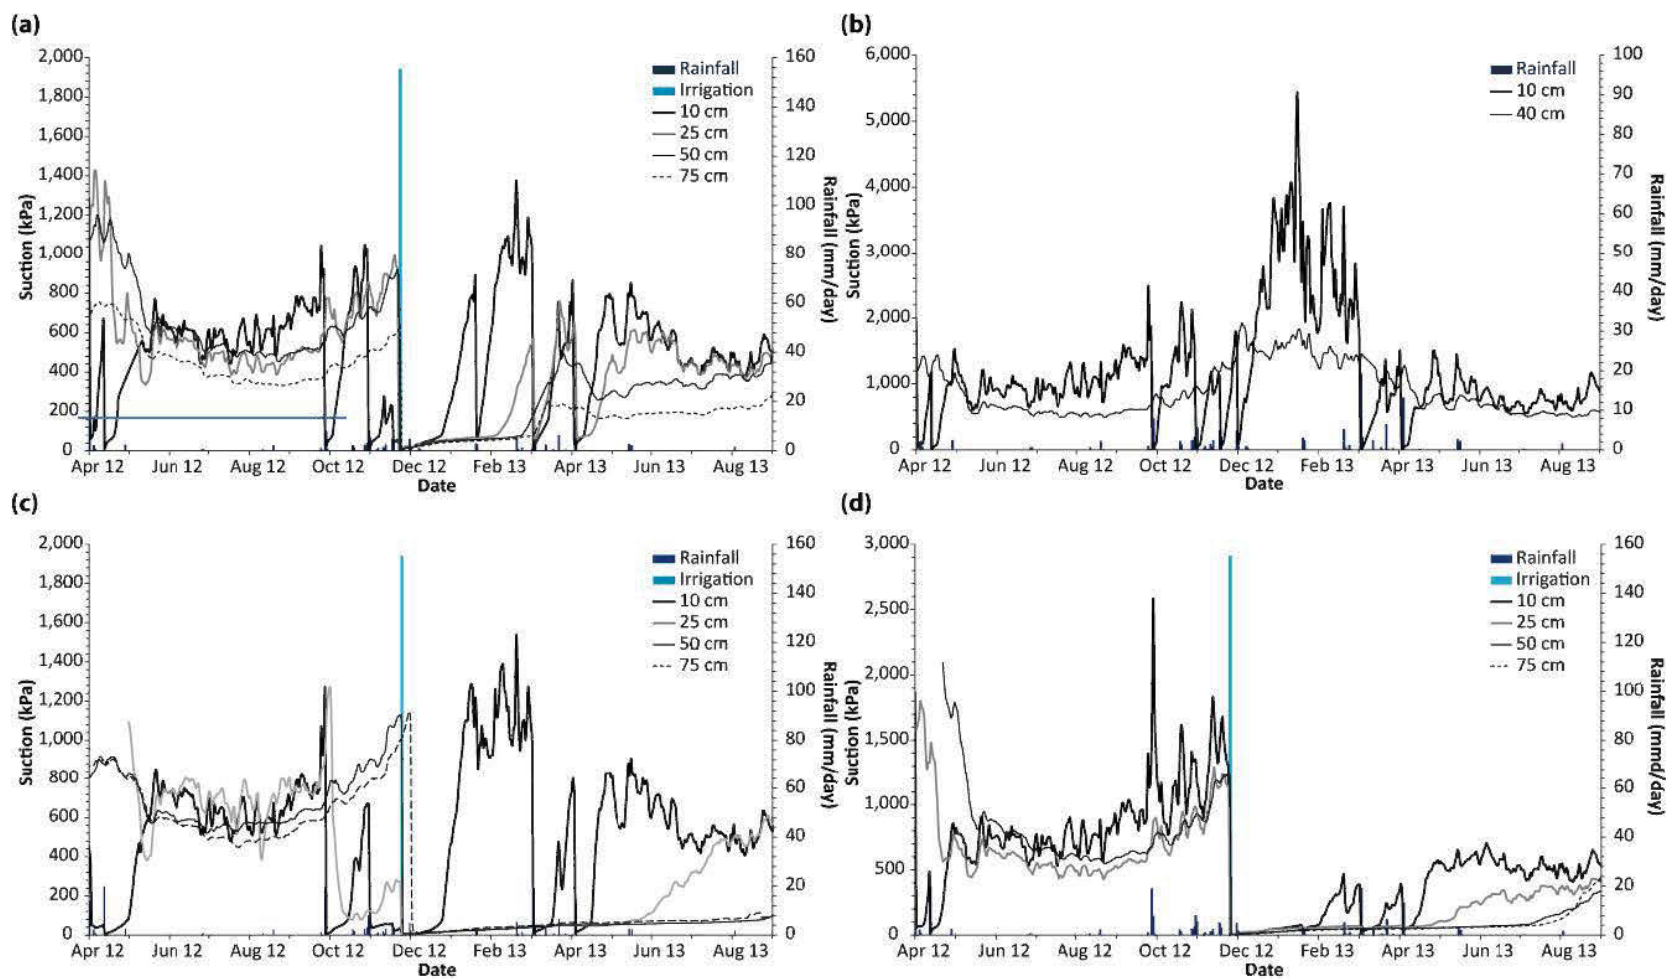 (a)
2,000
1,800
1,600
1,400
1,200
1,000
800
600
400
200
0
Suction (kPa)
160
140
120
100
80
60
40
20
0
Rainfall (mm/day)
Rainfall
Irrigation
10 cm
25 cm
50 cm
75 cm
Apr 12 Jun 12 Aug 12 Oct 12 Dec 12 Feb 13 Apr 13 Jun 13 Aug 13
Date
(b)
6,000
5,000
4,000
3,000
2,000
1,000
0
Suction (kPa)
100
90
80
70
60
50
40
30
20
10
0
Rainfall (mm/day)
Rainfall
10 cm
40 cm
Apr 12 Jun 12 Aug 12 Oct 12 Dec 12 Feb 13 Apr 13 Jun 13 Aug 13
Date
(c)
2,000
1,800
1,600
1,400
1,200
1,000
800
600
400
200
0
Suction (kPa)
160
140
120
100
80
60
40
20
0
Rainfall (mm/day)
Rainfall
Irrigation
10 cm
25 cm
50 cm
75 cm
Apr 12 Jun 12 Aug 12 Oct 12 Dec 12 Feb 13 Apr 13 Jun 13 Aug 13
Date
(d)
3,000
2,500
2,000
1,500
1,000
500
0
Suction (kPa)
160
140
120
100
80
60
40
20
0
Rainfall (mmd/day)
Rainfall
Irrigation
10 cm
25 cm
50 cm
75 cm
Apr 12 Jun 12 Aug 12 Oct 12 Dec 12 Feb 13 Apr 13 Jun 13 Aug 13
Date